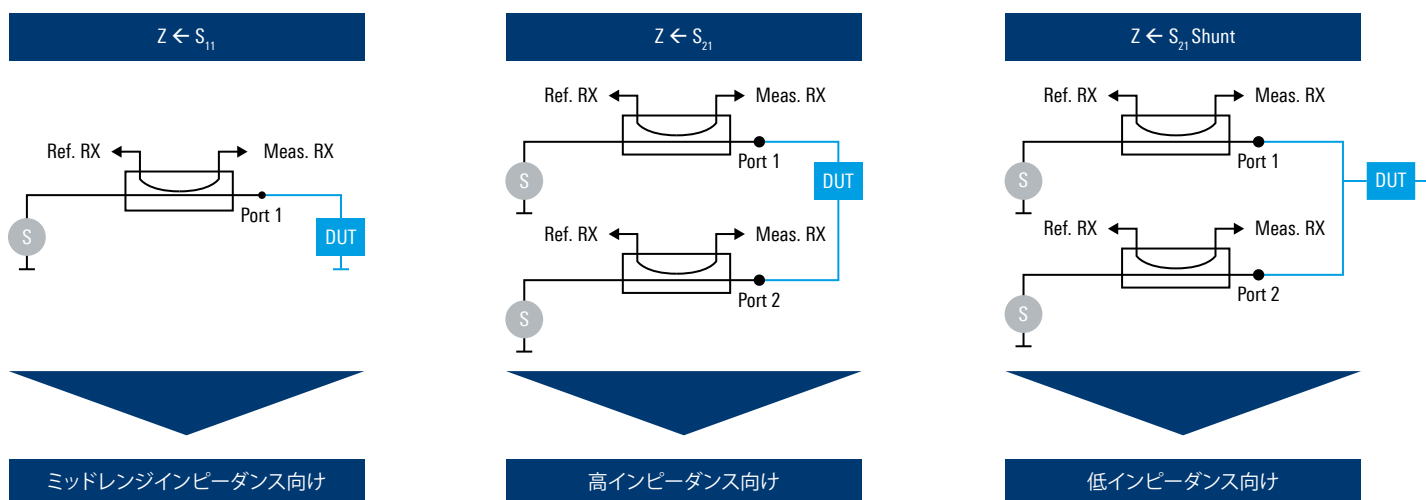 Z ← S₁₁
Ref. RX
Meas. RX
S
Port 1
DUT
ミッドレンジインピーダンス向け
Z ← S₂₁
Ref. RX
Meas. RX
S
Port 1
DUT
Ref. RX
Meas. RX
S
Port 2
高インピーダンス向け
Z ← S₂₁ Shunt
Ref. RX
Meas. RX
S
Port 1
DUT
Ref. RX
Meas. RX
S
Port 2
低インピーダンス向け